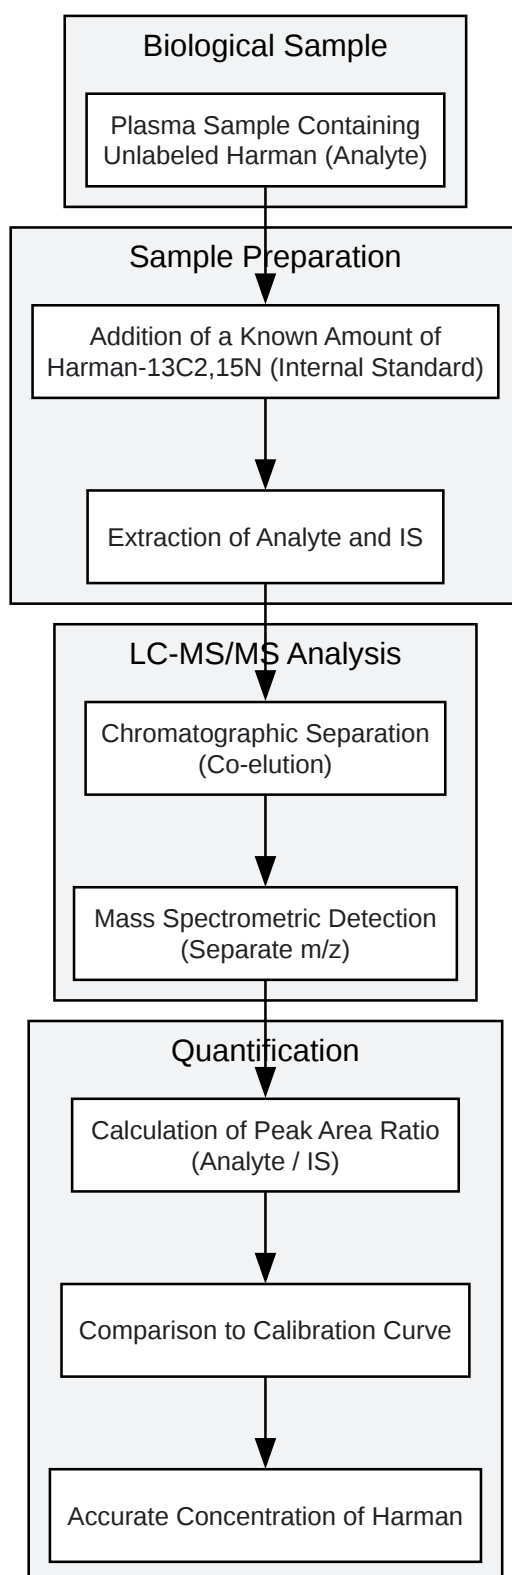 Biological Sample
Plasma Sample Containing
Unlabeled Harman (Analyte)
Sample Preparation
Addition of a Known Amount of
Harman-13C2,15N (Internal Standard)
Extraction of Analyte and IS
LC-MS/MS Analysis
Chromatographic Separation
(Co-elution)
Mass Spectrometric Detection
(Separate m/z)
Quantification
Calculation of Peak Area Ratio
(Analyte / IS)
Comparison to Calibration Curve
Accurate Concentration of Harman